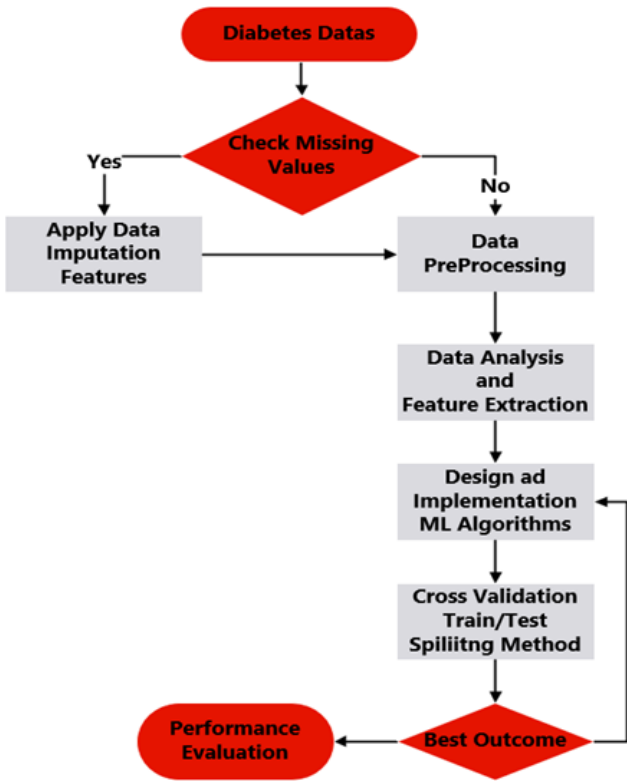 Diabetes Datas
Check Missing
Values
Yes
No
Apply Data
Imputation
Features
Data
PreProcessing
Data Analysis
and
Feature Extraction
Design ad
Implementation
ML Algorithms
Cross Validation
Train/Test
Spiliitng Method
Performance
Evaluation
Best Outcome